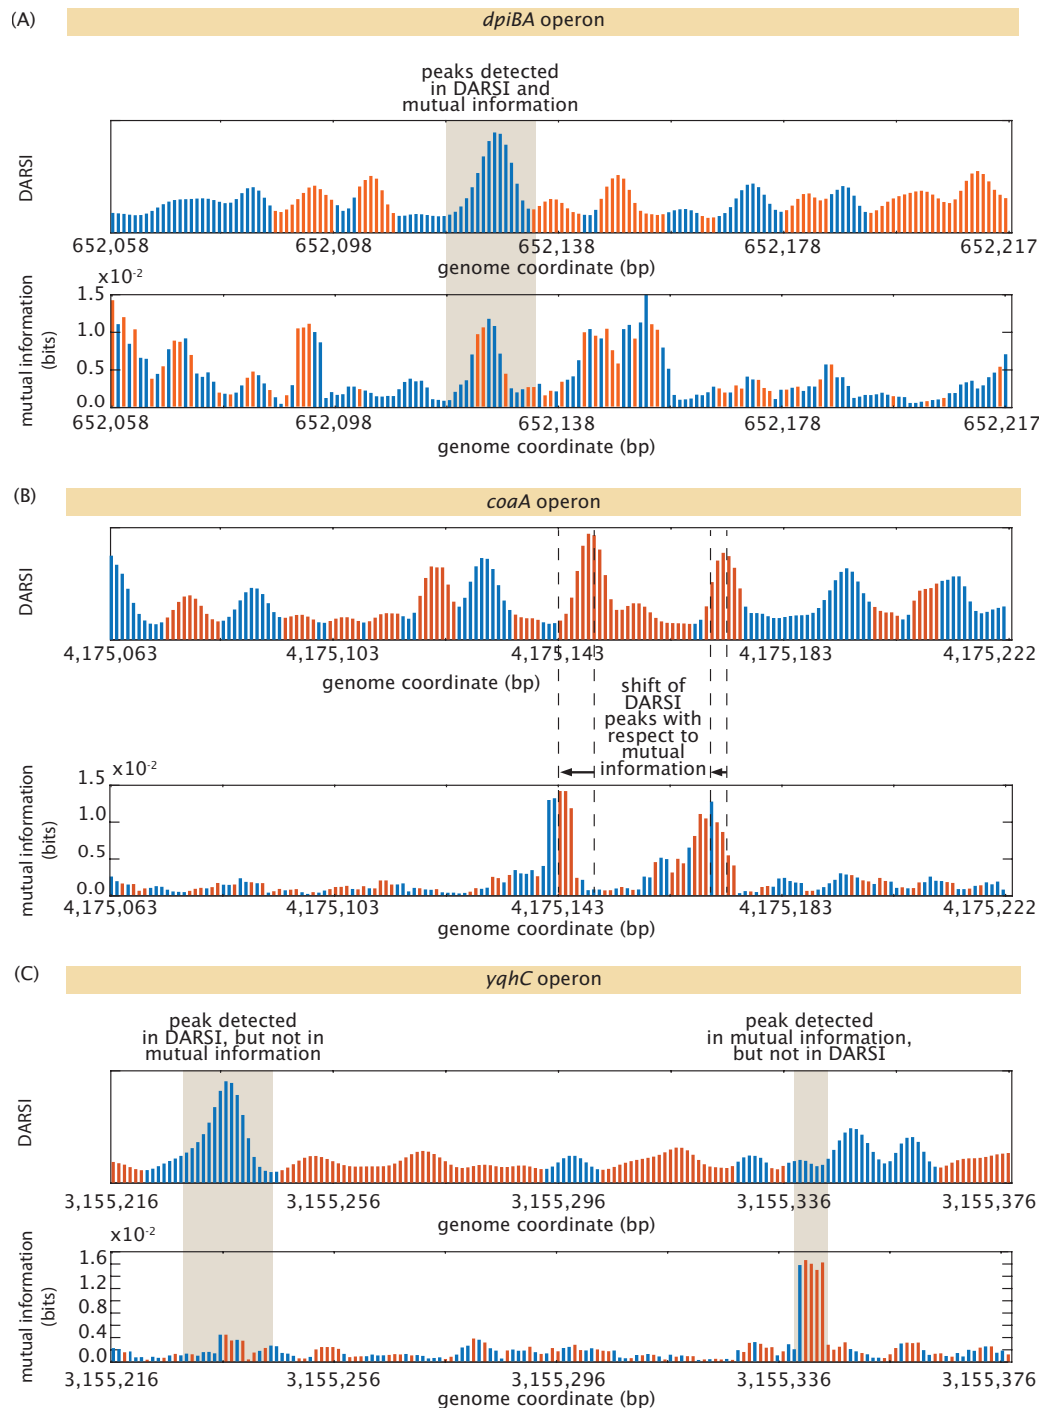 (A)
dpiBA operon
peaks detected
in DARSI and
mutual information
DARSI
652,058 652,098 652,138 652,178 652,217
genome coordinate (bp)
x10-2
mutual information
(bits)
1.5
1.0
0.5
0.0
652,058 652,098 652,138 652,178 652,217
genome coordinate (bp)
(B)
coaA operon
DARSI
4,175,063 4,175,103 4,175,143 4,175,183 4,175,222
genome coordinate (bp)
shift of
DARSI
peaks with
respect to
mutual
information
x10-2
mutual information
(bits)
1.5
1.0
0.5
0.0
4,175,063 4,175,103 4,175,143 4,175,183 4,175,222
genome coordinate (bp)
(C)
yqhC operon
peak detected
in DARSI, but not in
mutual information
peak detected
in mutual information,
but not in DARSI
DARSI
3,155,216 3,155,256 3,155,296 3,155,336 3,155,376
genome coordinate (bp)
x10-2
mutual information
(bits)
1.6
1.2
0.8
0.4
0.0
3,155,216 3,155,256 3,155,296 3,155,336 3,155,376
genome coordinate (bp)